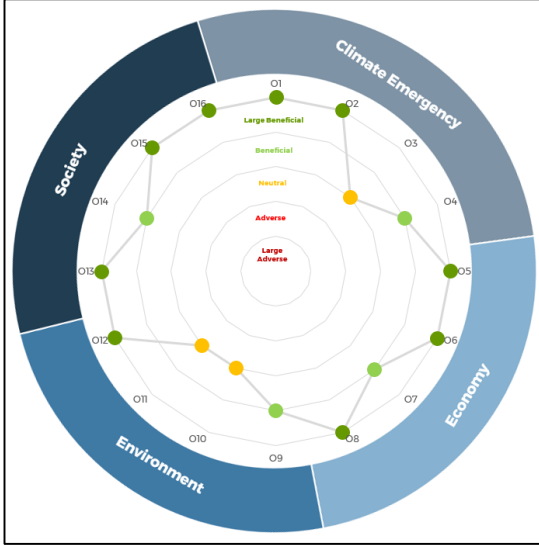 Climate Emergency
Society
Economy
Environment
O1
O2
O3
O4
O5
O6
O7
O8
O9
O10
O11
O12
O13
O14
O15
O16
Large Beneficial
Beneficial
Neutral
Adverse
Large
Adverse